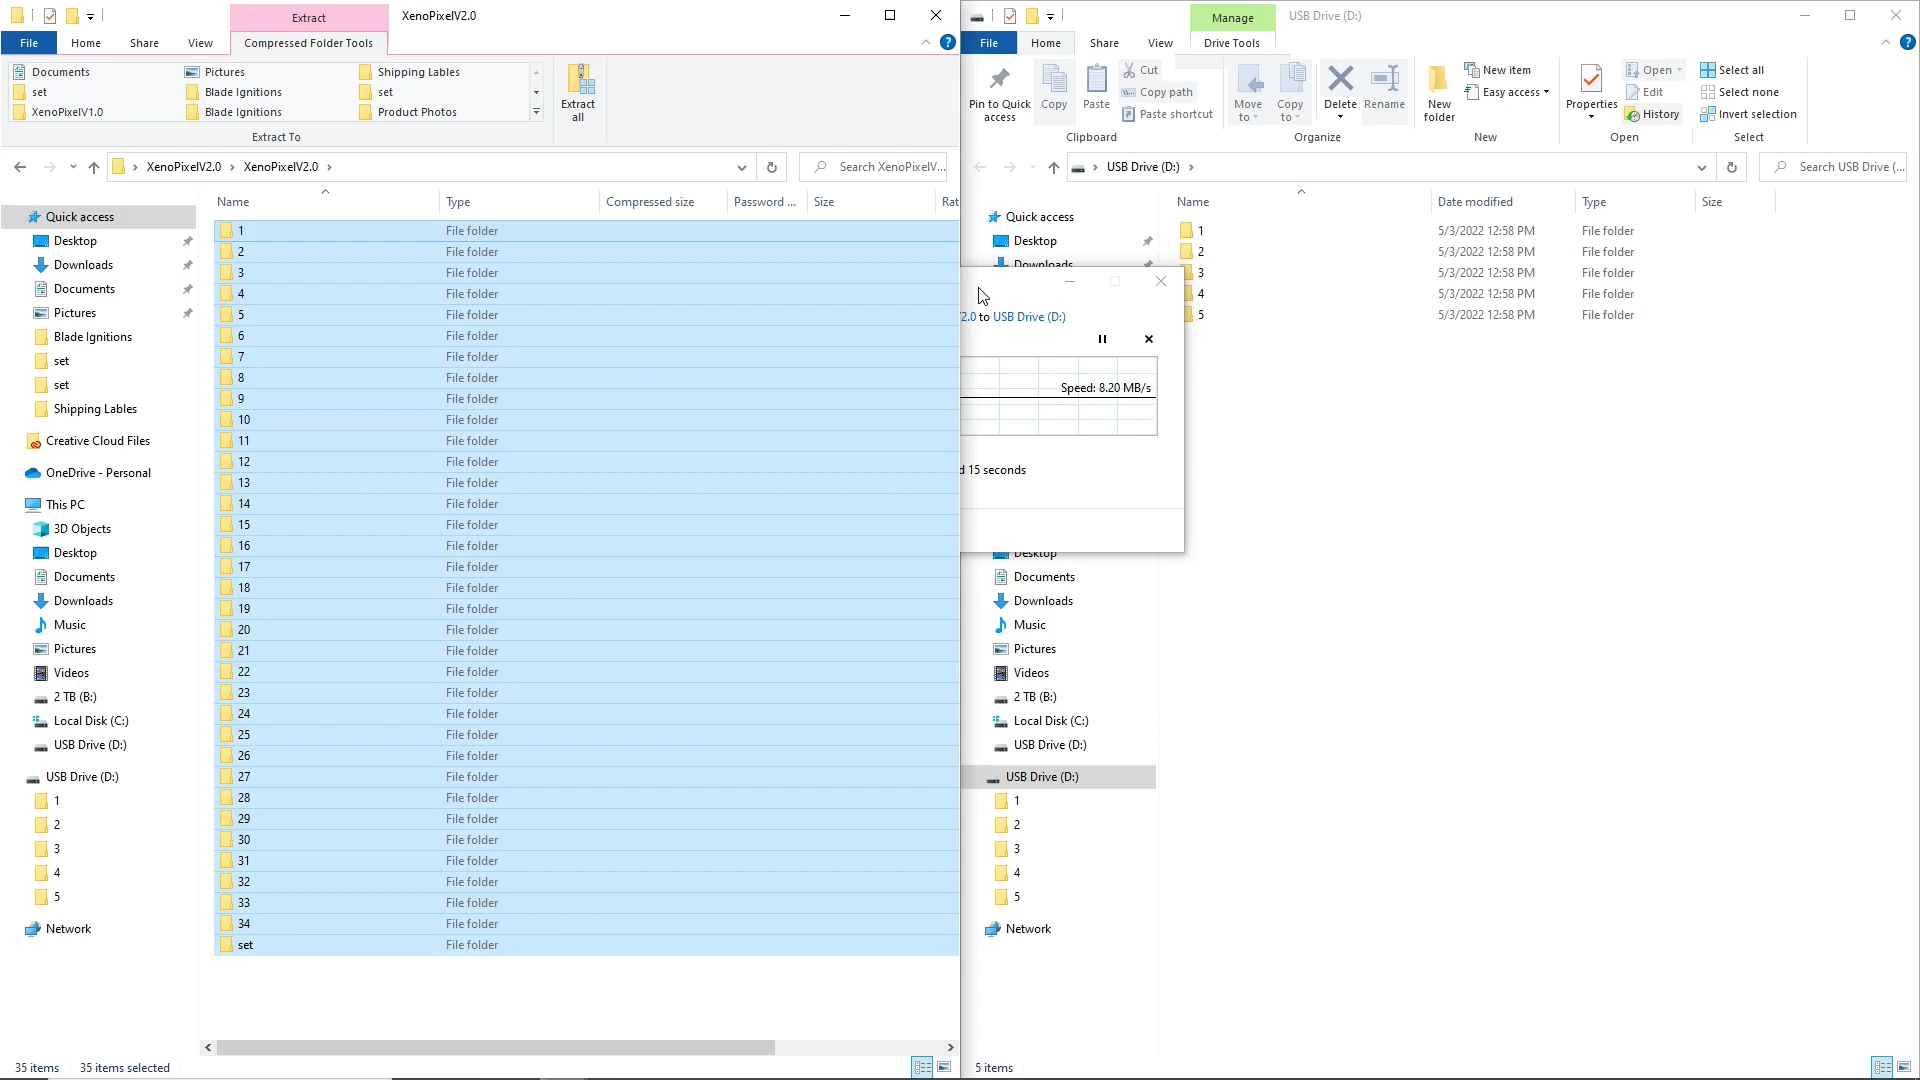 Extract
XenoPixelV2.0
File
Home
Share
View
Compressed Folder Tools
Documents
Pictures
Shipping Lables
set
Blade Ignitions
set
XenoPixelV1.0
Blade Ignitions
Product Photos
Extract To
Extract
all
XenoPixelV2.0
XenoPixelV2.0
Search XenoPixelV...
Name
Type
Compressed size
Password ...
Size
Rat
Quick access
Desktop
Downloads
Documents
Pictures
Blade Ignitions
set
set
Shipping Lables
Creative Cloud Files
OneDrive - Personal
This PC
3D Objects
Desktop
Documents
Downloads
Music
Pictures
Videos
2 TB (B:)
Local Disk (C:)
USB Drive (D:)
USB Drive (D:)
1
2
3
4
5
Network
1 File folder
2 File folder
3 File folder
4 File folder
5 File folder
6 File folder
7 File folder
8 File folder
9 File folder
10 File folder
11 File folder
12 File folder
13 File folder
14 File folder
15 File folder
16 File folder
17 File folder
18 File folder
19 File folder
20 File folder
21 File folder
22 File folder
23 File folder
24 File folder
25 File folder
26 File folder
27 File folder
28 File folder
29 File folder
30 File folder
31 File folder
32 File folder
33 File folder
34 File folder
set File folder
35 items
35 items selected
Manage
USB Drive (D:)
File
Home
Share
View
Drive Tools
Pin to Quick
access
Copy
Paste
Cut
Copy path
Paste shortcut
Clipboard
Move
to
Copy
to
Delete
Rename
Organize
New
folder
New item
Easy access
New
Properties
Open
Edit
History
Open
Select all
Select none
Invert selection
Select
USB Drive (D:)
Search USB Drive (...
Name
Date modified
Type
Size
1 5/3/2022 12:58 PM File folder
2 5/3/2022 12:58 PM File folder
3 5/3/2022 12:58 PM File folder
4 5/3/2022 12:58 PM File folder
5 5/3/2022 12:58 PM File folder
Quick access
Desktop
Downloads
2.0 to USB Drive (D:)
Speed: 8.20 MB/s
d 15 seconds
Desktop
Documents
Downloads
Music
Pictures
Videos
2 TB (B:)
Local Disk (C:)
USB Drive (D:)
USB Drive (D:)
1
2
3
4
5
Network
5 items